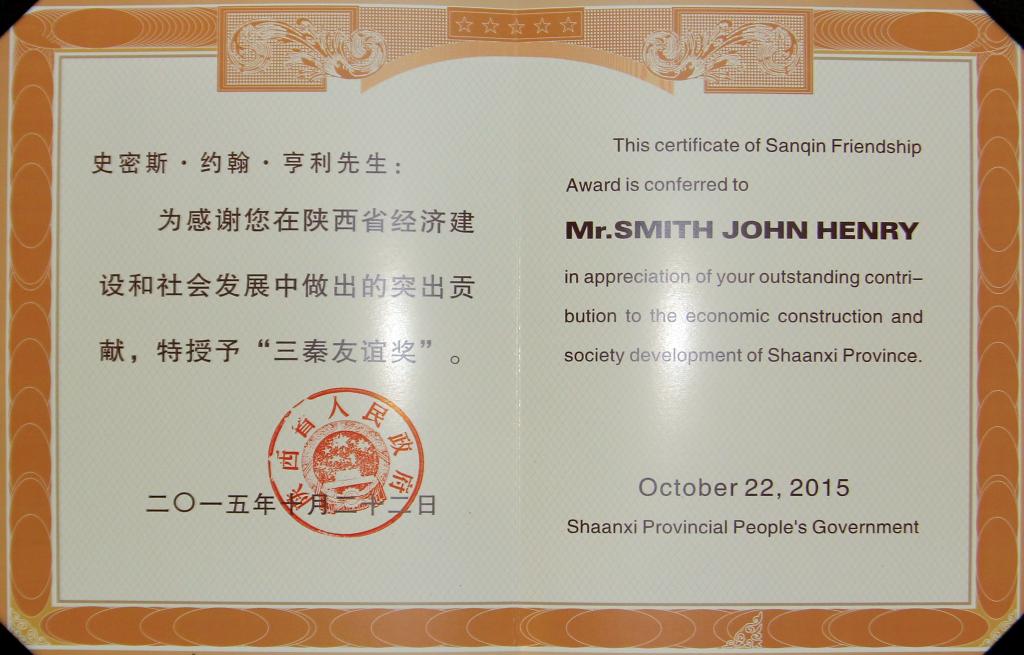 史密斯·约翰·亨利先生：
为感谢您在陕西省经济建
设和社会发展中做出的突出贡
献，特授予“三秦友谊奖”。
陕西省人民政府
二〇一五年十月二十二日
This certificate of Sanqin Friendship
Award is conferred to
Mr.SMITH JOHN HENRY
in appreciation of your outstanding contri–
bution to the economic construction and
society development of Shaanxi Province.
October 22, 2015
Shaanxi Provincial People's Government